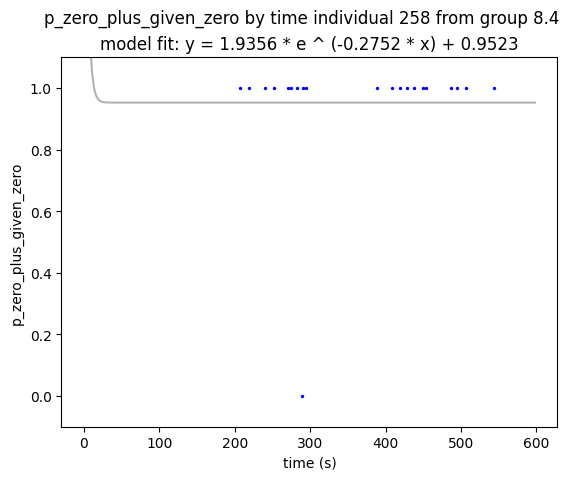 p_zero_plus_given_zero by time individual 258 from group 8.4
model fit: y = 1.9356 * e ^ (-0.2752 * x) + 0.9523
1.0
0.8
0.6
0.4
0.2
0.0
p_zero_plus_given_zero
0 100 200 300 400 500 600
time (s)